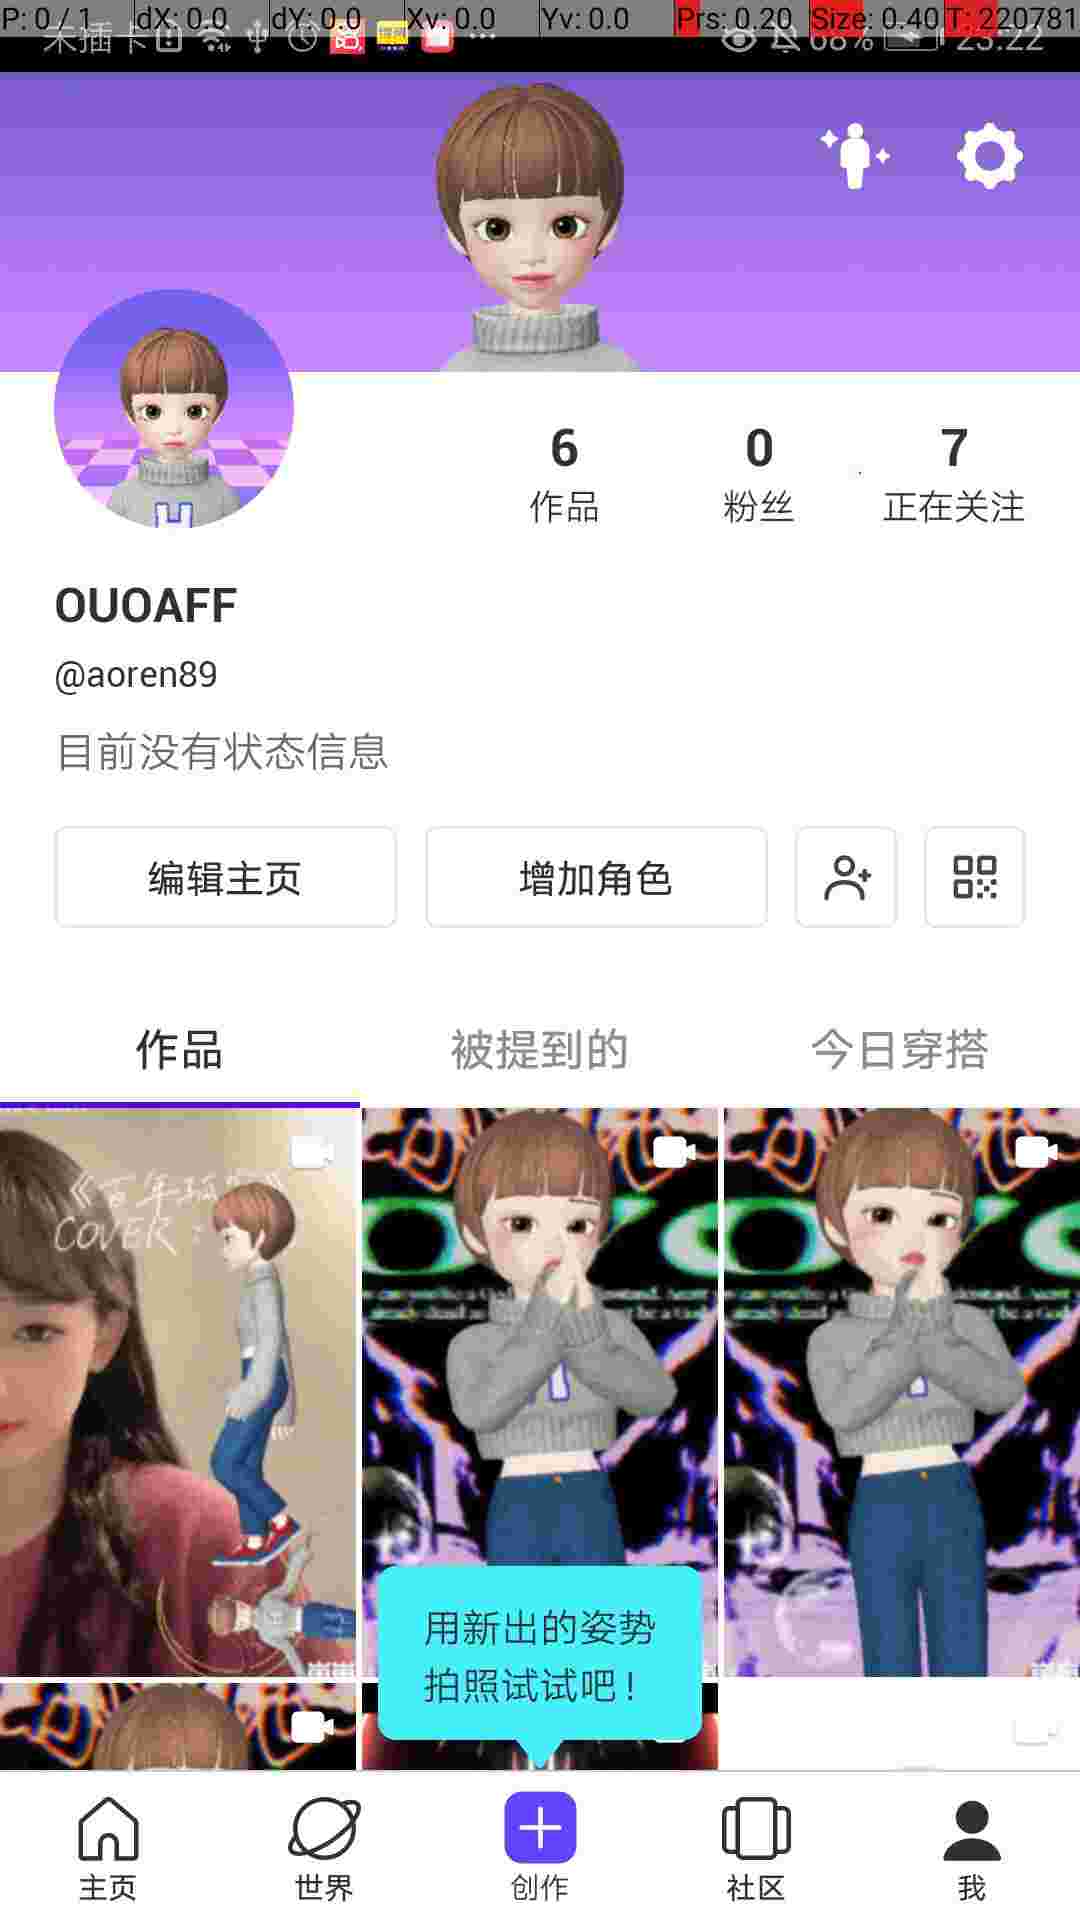 P: 0 / 1 dX: 0.0 dY: 0.0 Xv: 0.0 Yv: 0.0 Prs: 0.20 Size: 0.40 T: 220781
未插卡 68% 23:22
6 0 7
作品 粉丝 正在关注
OUOAFF
@aoren89
目前没有状态信息
编辑主页 增加角色
作品 被提到的 今日穿搭
COVER :
用新出的姿势
拍照试试吧!
主页 世界 创作 社区 我